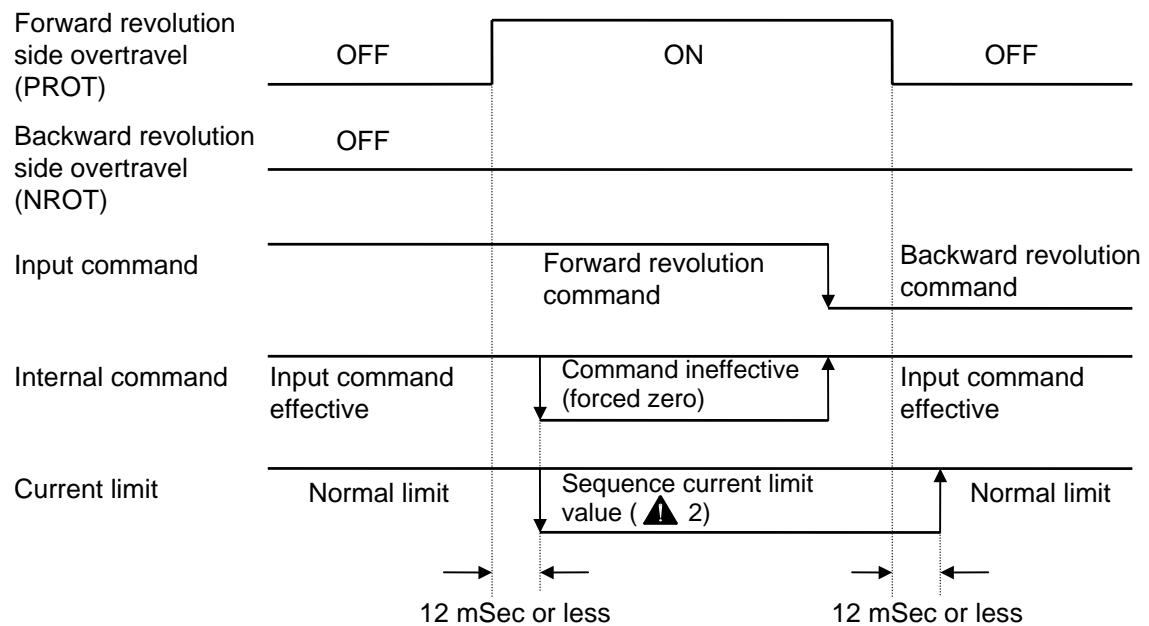 Forward revolution
side overtravel
(PROT)
OFF
ON
OFF
Backward revolution
side overtravel
(NROT)
OFF
Input command
Forward revolution
command
Backward revolution
command
Internal command
Input command
effective
Command ineffective
(forced zero)
Input command
effective
Current limit
Normal limit
Sequence current limit
value ( ⚠ 2)
Normal limit
12 mSec or less
12 mSec or less